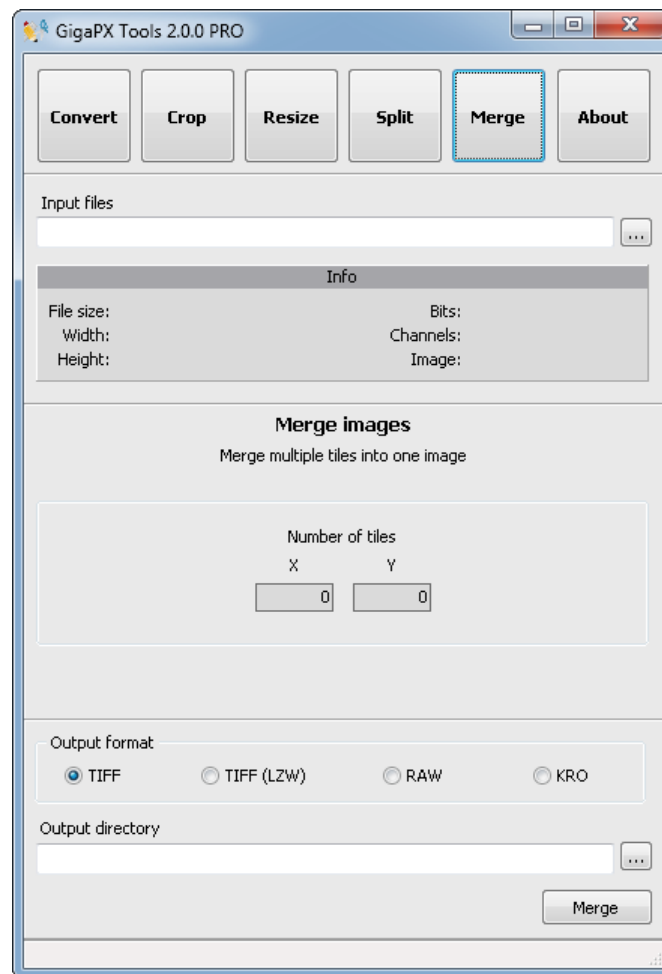 GigaPX Tools 2.0.0 PRO
Convert Crop Resize Split Merge About
Input files
...
Info
File size: Bits:
Width: Channels:
Height: Image:
Merge images
Merge multiple tiles into one image
Number of tiles
X Y
0 0
Output format
TIFF TIFF (LZW) RAW KRO
Output directory
...
Merge